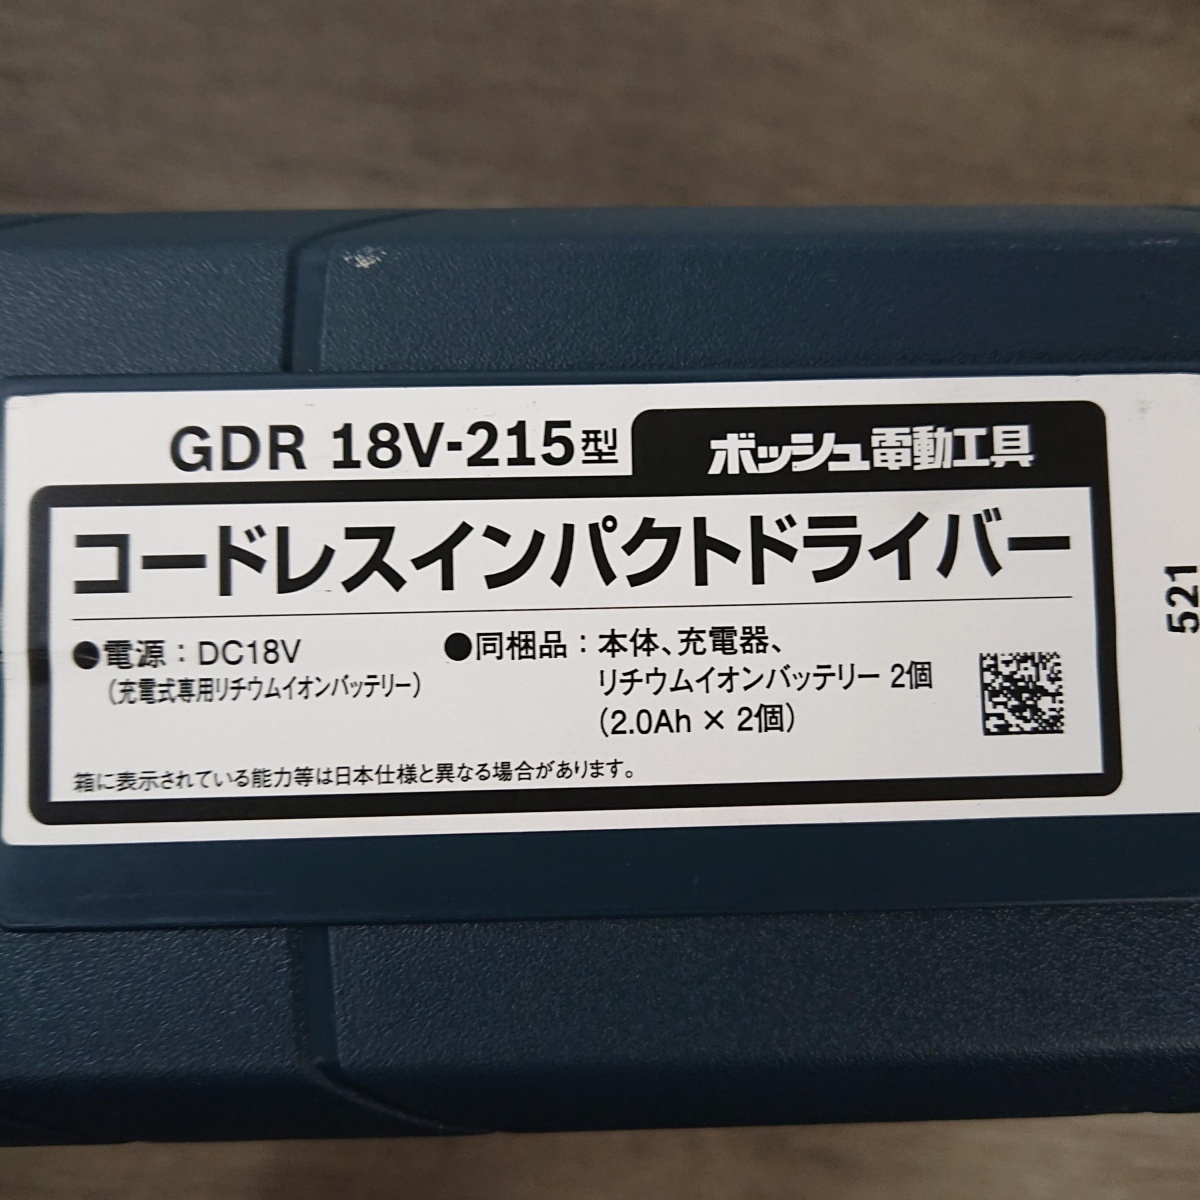 GDR 18V-215型
ボッシュ電動工具
コードレスインパクトドライバー
●電源：DC18V
（充電式専用リチウムイオンバッテリー）
●同梱品：本体、充電器、
リチウムイオンバッテリー 2個
（2.0Ah × 2個）
箱に表示されている能力等は日本仕様と異なる場合があります。
521